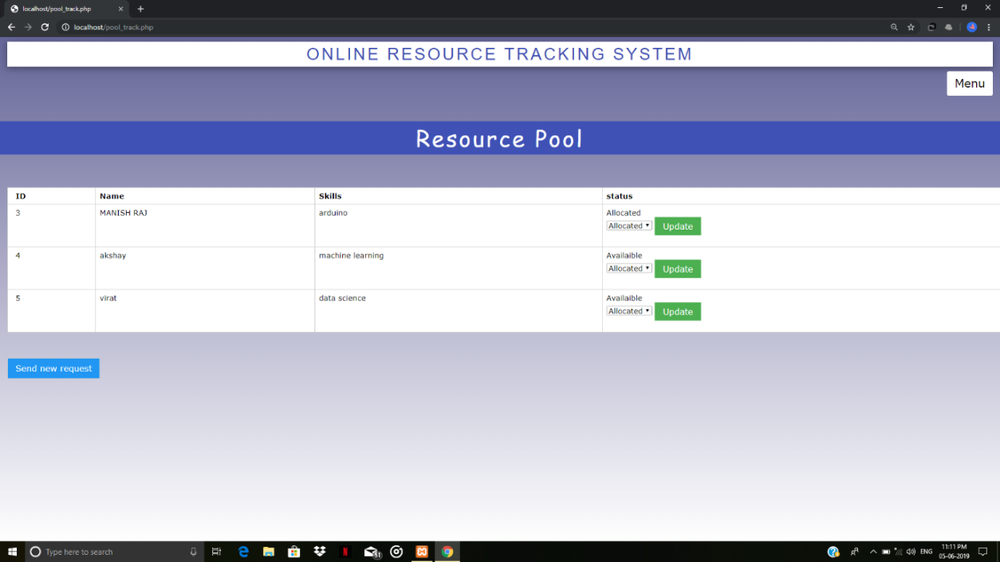 localhost/pool_track.php
localhost/pool_track.php
ONLINE RESOURCE TRACKING SYSTEM
Menu
Resource Pool
ID Name Skills status
3 MANISH RAJ arduino Allocated
Allocated Update
4 akshay machine learning Availaible
Allocated Update
5 virat data science Availaible
Allocated Update
Send new request
Type here to search
51
ENG
11:11 PM
05-06-2019